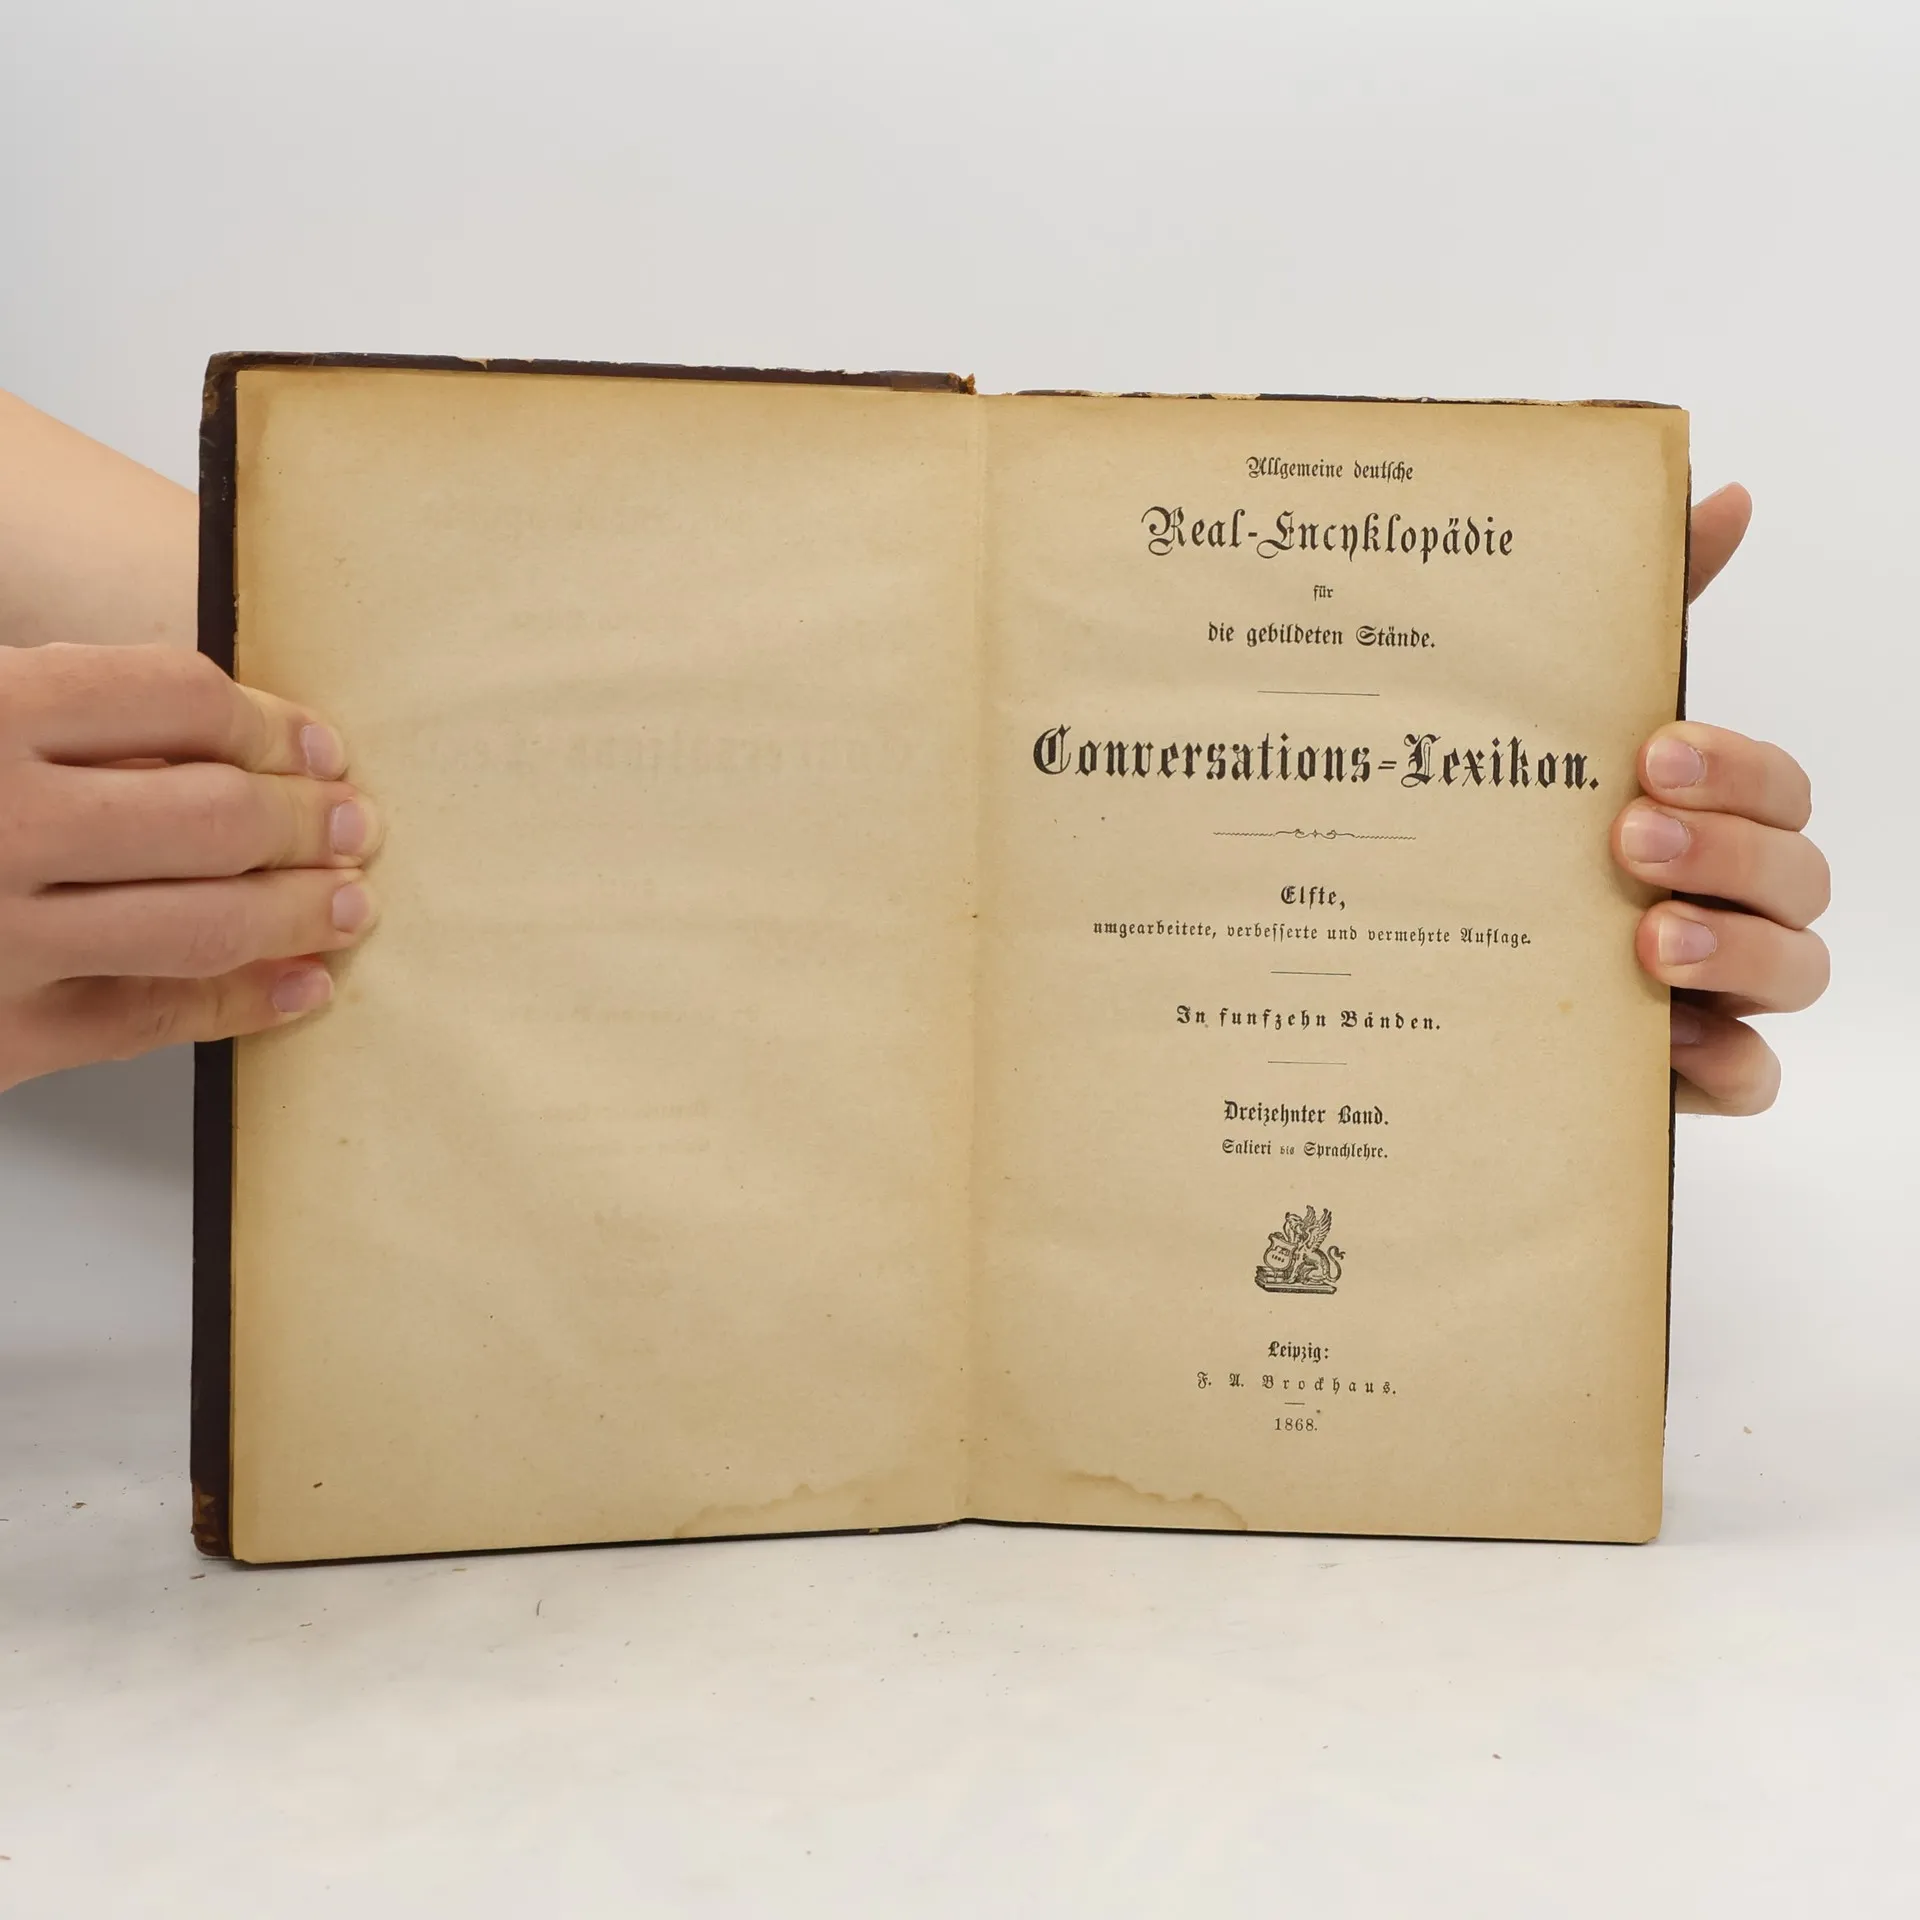 Allgemeine deutsche
Real-Encyklopädie
für
die gebildeten Stände.
Conversations-Lexikon.
Elfte,
umgearbeitete, verbesserte und vermehrte Auflage.
In funfzehn Bänden.
Dreizehnter Band.
Salieri bis Sprachlehre.
Leipzig:
F. A. Brockhaus.
1868.